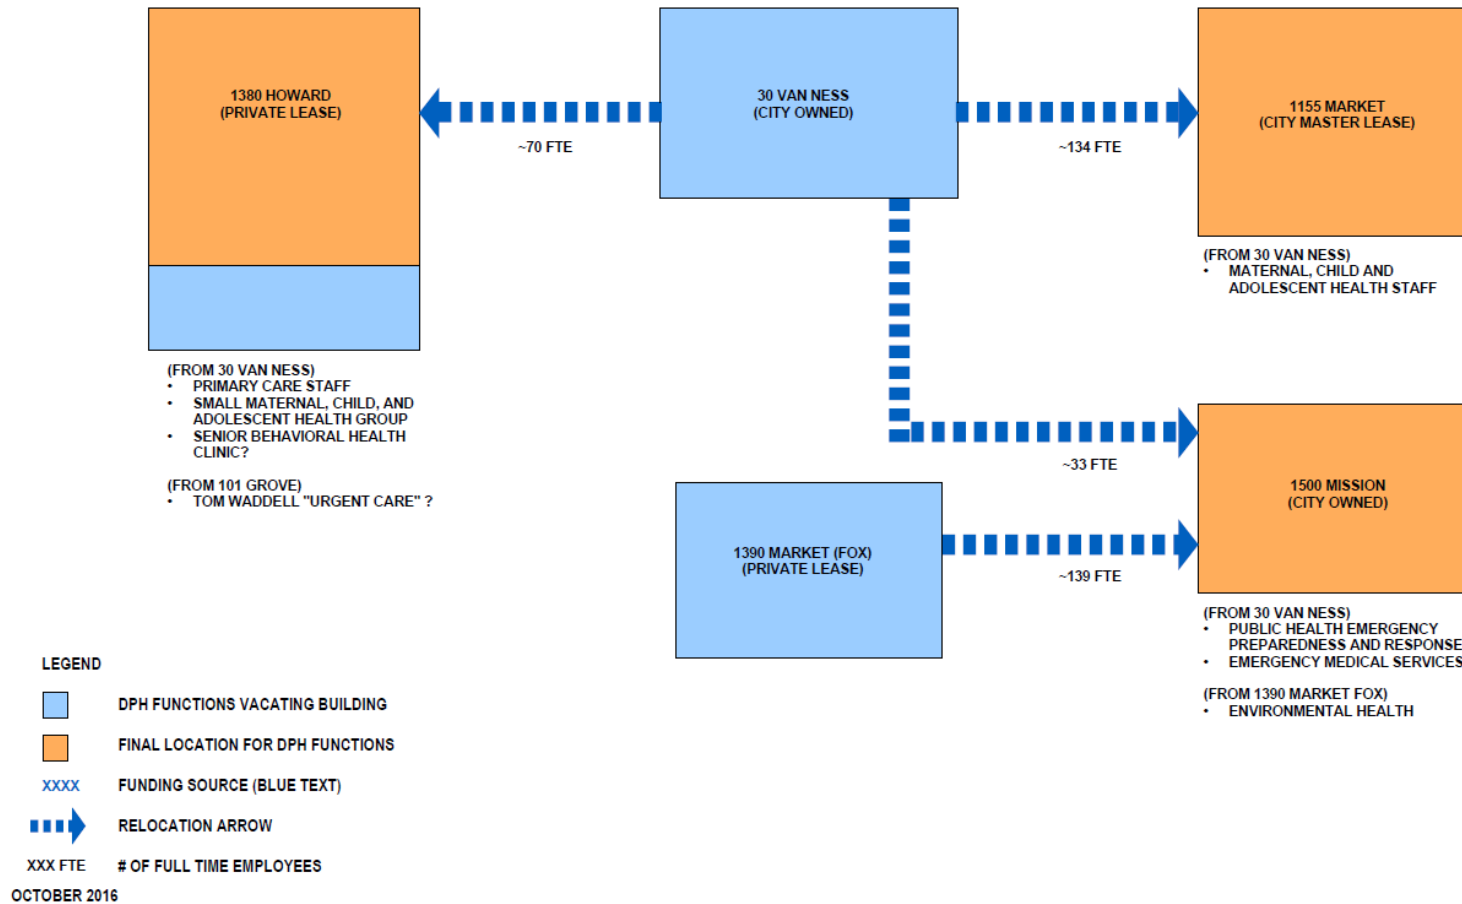 1380 HOWARD
(PRIVATE LEASE)
~70 FTE
30 VAN NESS
(CITY OWNED)
~134 FTE
1155 MARKET
(CITY MASTER LEASE)
(FROM 30 VAN NESS)
• MATERNAL, CHILD AND
ADOLESCENT HEALTH STAFF
(FROM 30 VAN NESS)
• PRIMARY CARE STAFF
• SMALL MATERNAL, CHILD, AND
ADOLESCENT HEALTH GROUP
• SENIOR BEHAVIORAL HEALTH
CLINIC?
(FROM 101 GROVE)
• TOM WADDELL "URGENT CARE" ?
~33 FTE
1390 MARKET (FOX)
(PRIVATE LEASE)
~139 FTE
1500 MISSION
(CITY OWNED)
(FROM 30 VAN NESS)
• PUBLIC HEALTH EMERGENCY
PREPAREDNESS AND RESPONSE
• EMERGENCY MEDICAL SERVICES
(FROM 1390 MARKET FOX)
• ENVIRONMENTAL HEALTH
LEGEND
DPH FUNCTIONS VACATING BUILDING
FINAL LOCATION FOR DPH FUNCTIONS
XXXX FUNDING SOURCE (BLUE TEXT)
RELOCATION ARROW
XXX FTE # OF FULL TIME EMPLOYEES
OCTOBER 2016